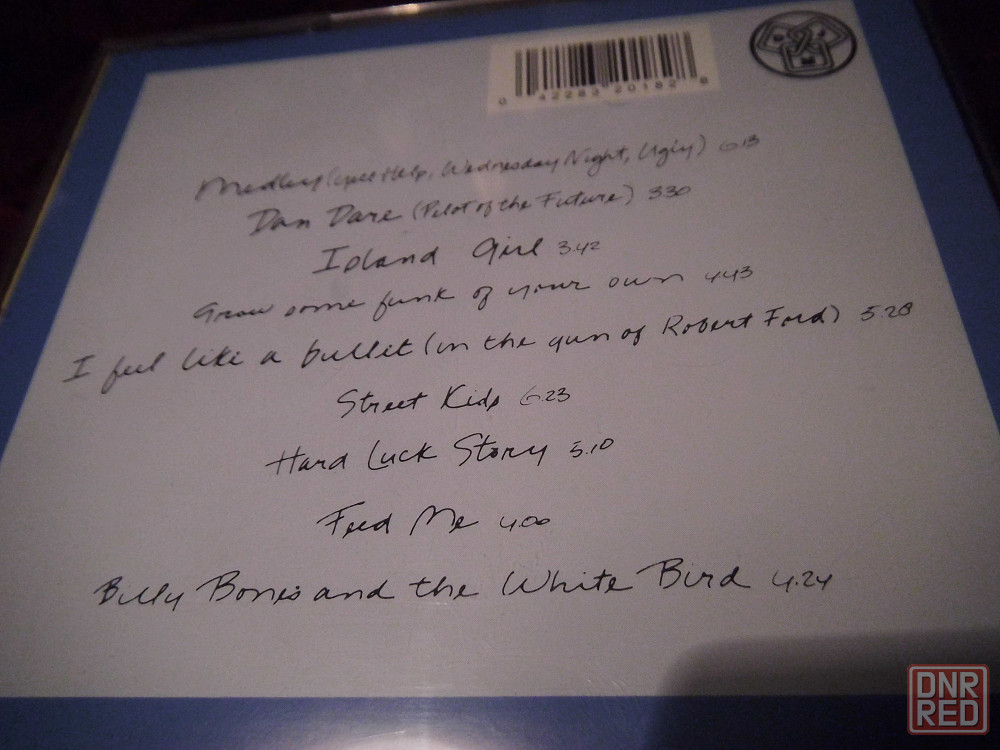 0 42283 20182 8
Medley (Yell Help, Wednesday Night, Ugly) 6.13
Dan Dare (Pilot of the Future) 3.30
Island Girl 3.42
Grow some funk of your own 4.43
I feel like a bullet (in the gun of Robert Ford) 5.28
Street Kids 6.23
Hard Luck Story 5.10
Feed Me 4.00
Billy Bones and the White Bird 4.24
DNR
RED